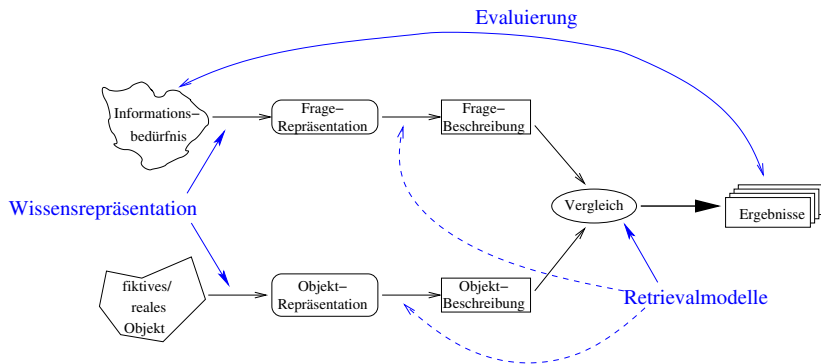 Evaluierung
Informations−
bedürfnis
Frage−
Repräsentation
Frage−
Beschreibung
Wissensrepräsentation
Vergleich
Ergebnisse
fiktives/
reales
Objekt
Objekt−
Repräsentation
Objekt−
Beschreibung
Retrievalmodelle